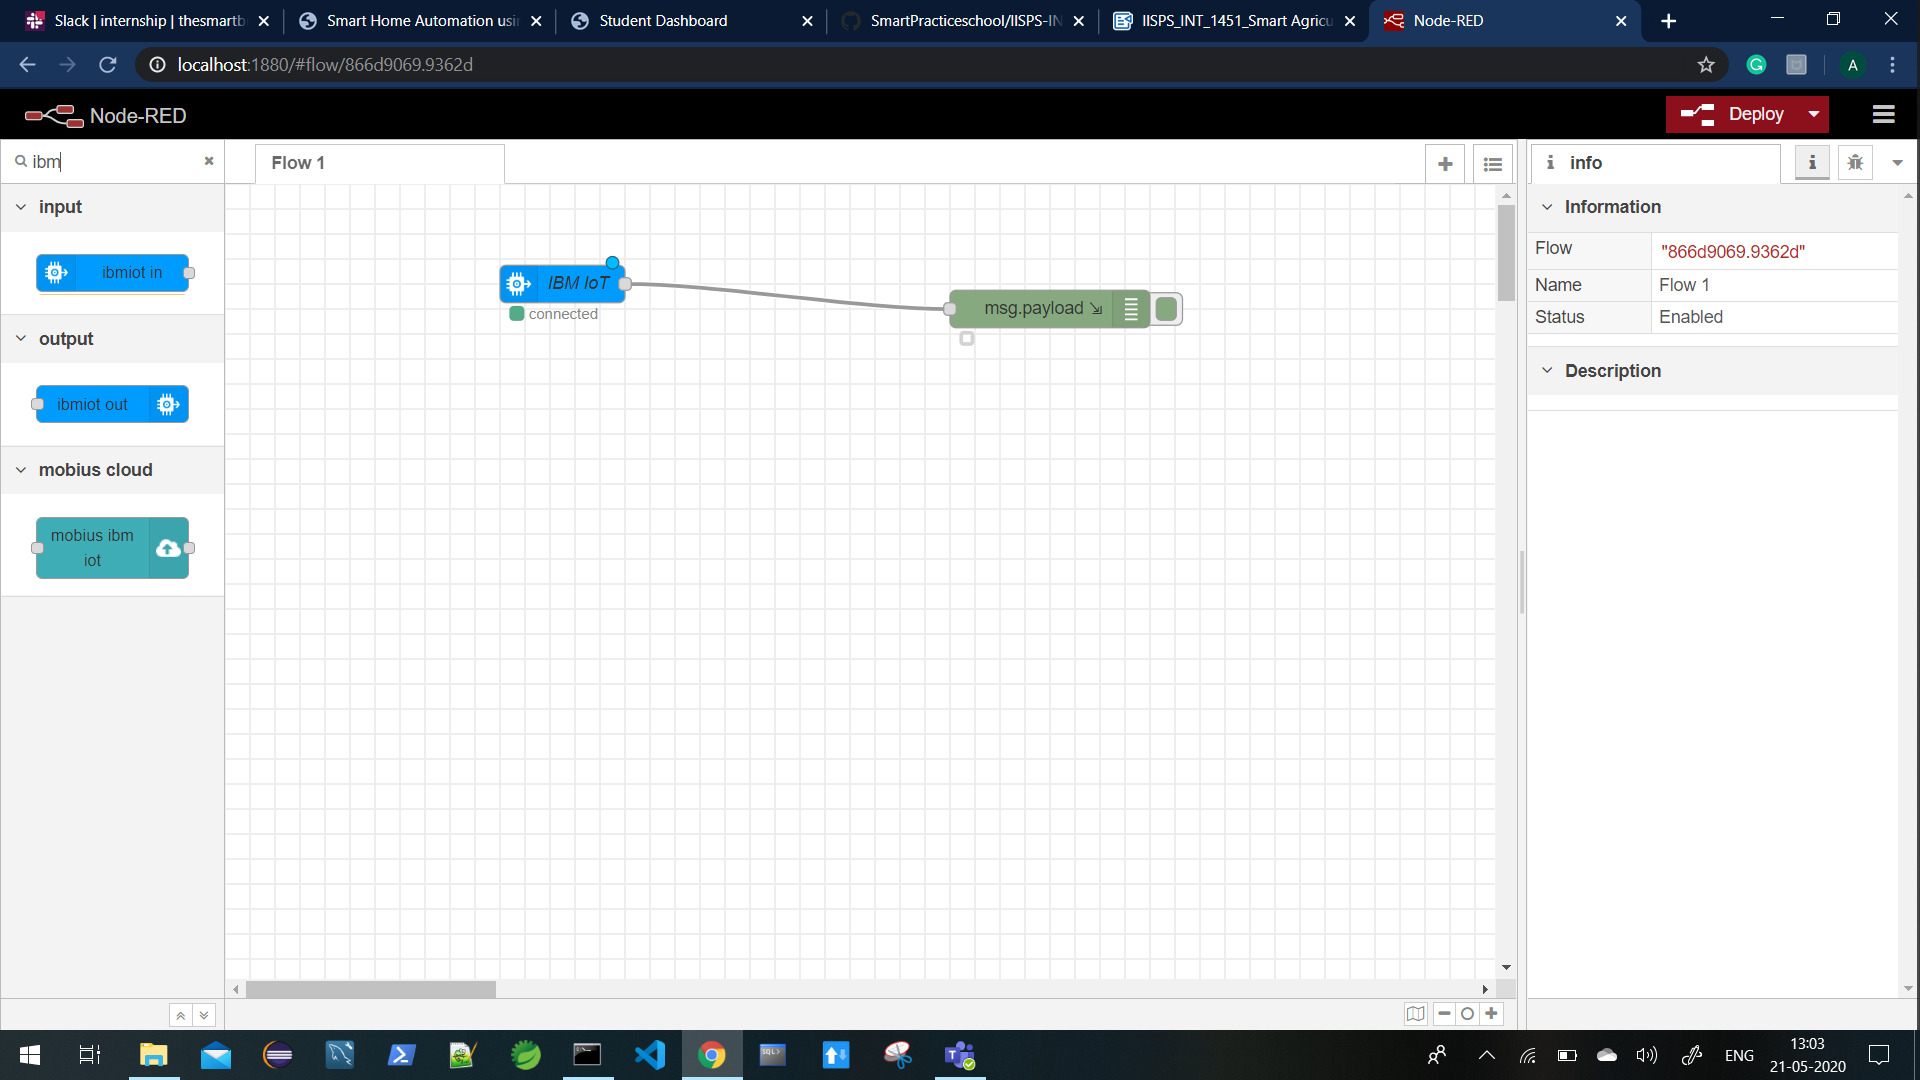 Slack | internship | thesmartb
Smart Home Automation usin
Student Dashboard
SmartPracticeschool/IISPS-IN
IISPS_INT_1451_Smart Agricu
Node-RED
localhost:1880/#flow/866d9069.9362d
A
Node-RED
Deploy
ibm
Flow 1
info
input
ibmiot in
output
ibmiot out
mobius cloud
mobius ibm
iot
IBM IoT
connected
msg.payload
Information
Flow
"866d9069.9362d"
Name
Flow 1
Status
Enabled
Description
SQL>
ENG
13:03
21-05-2020